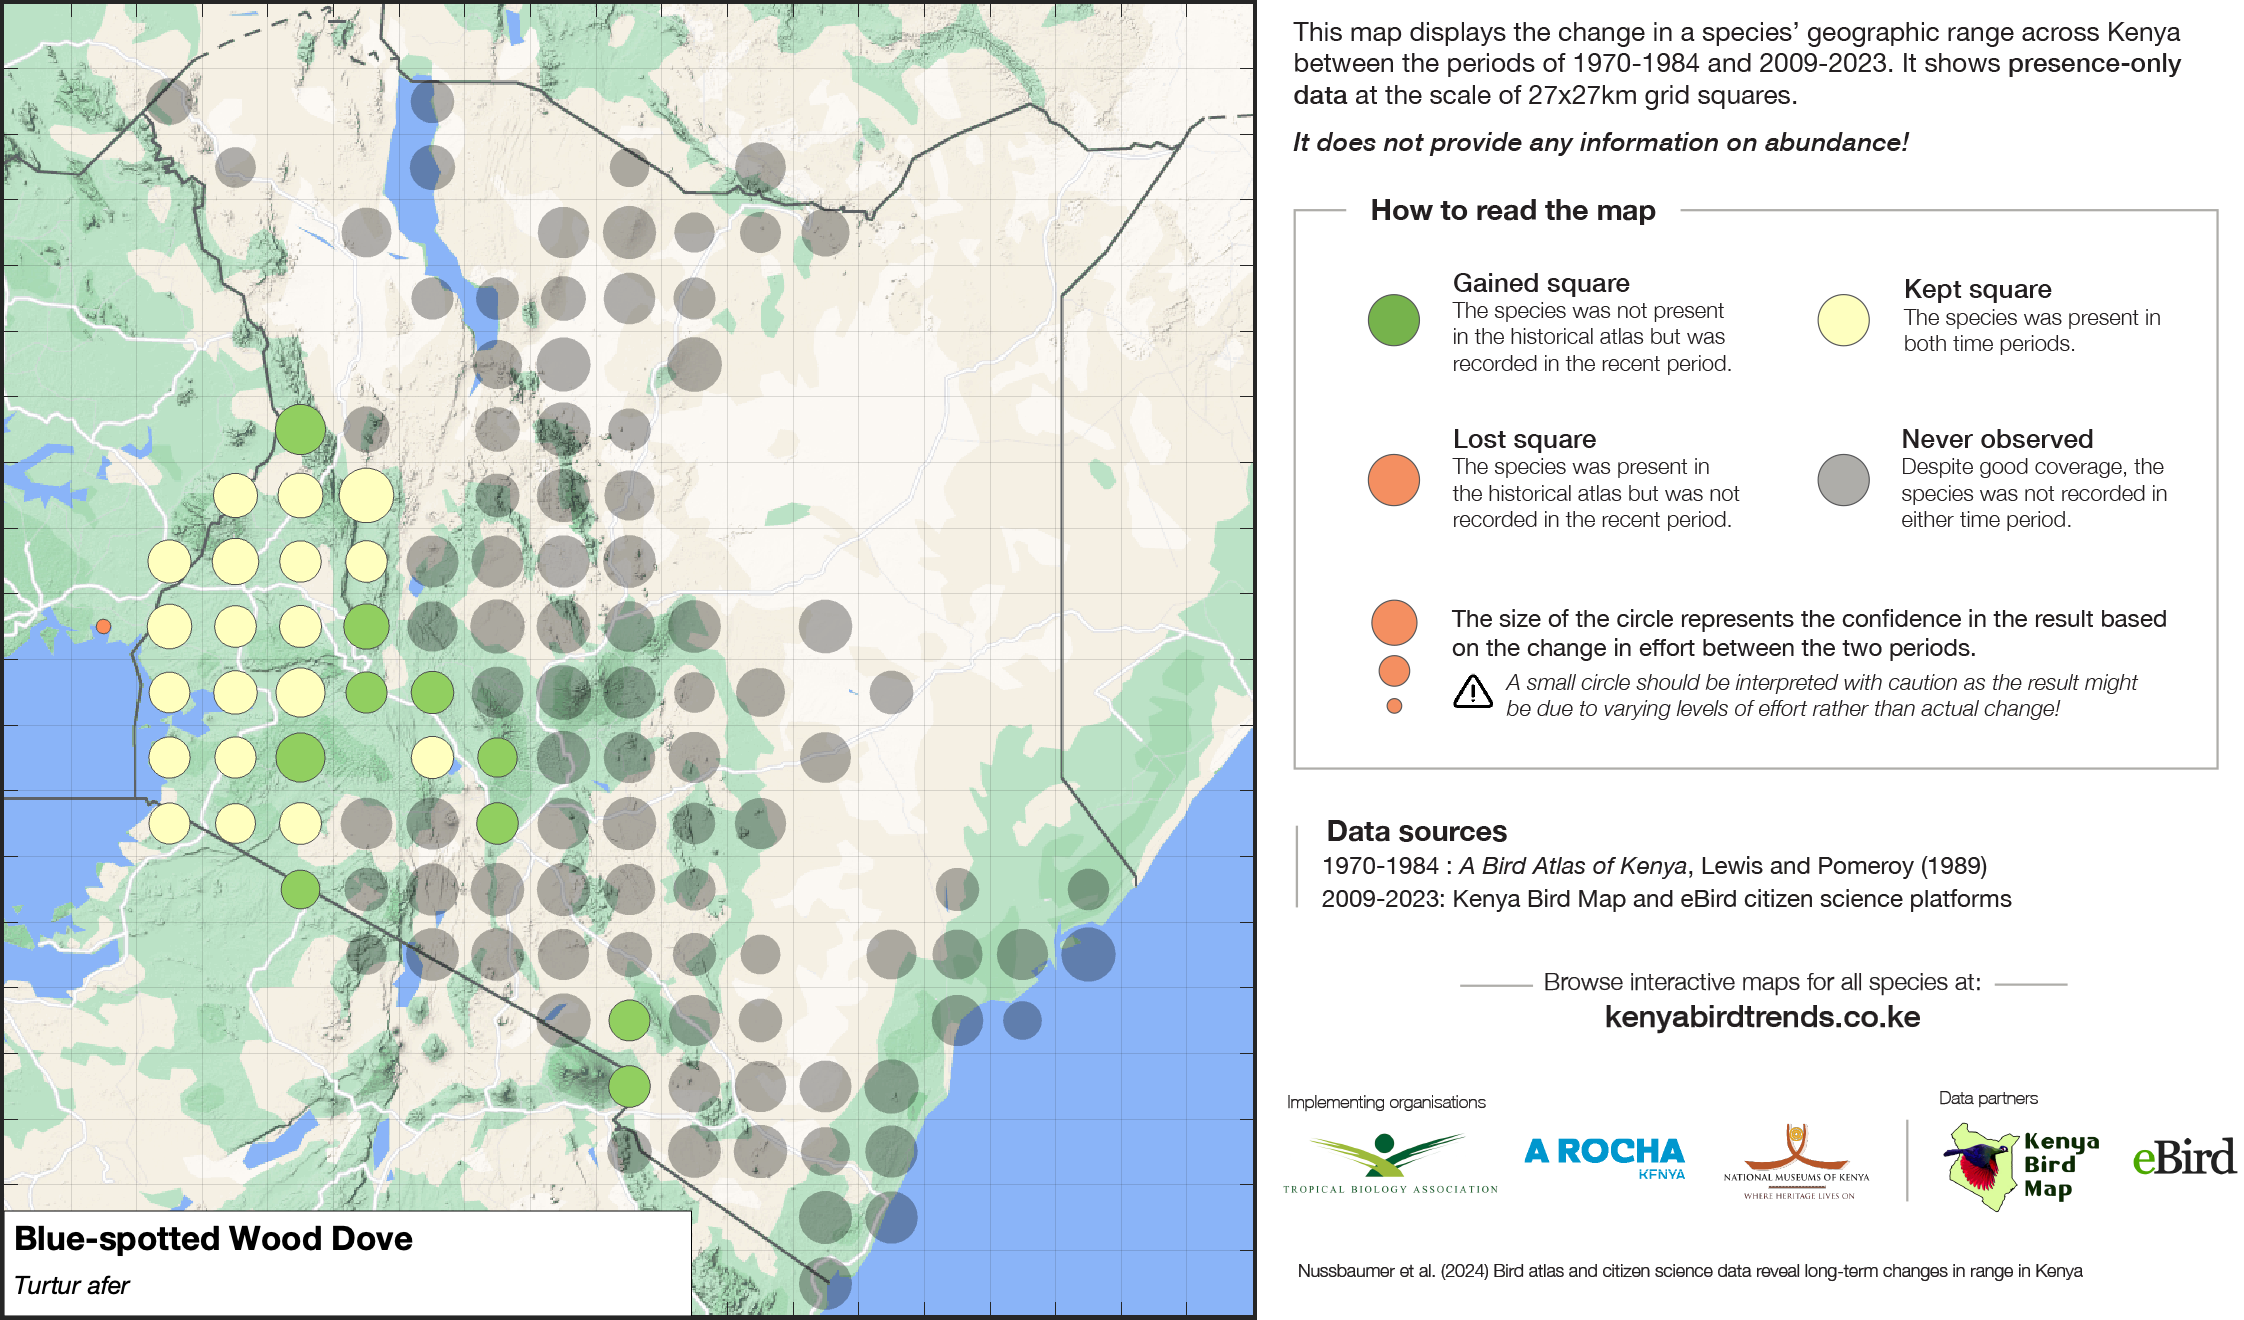 This map displays the change in a species’ geographic range across Kenya
between the periods of 1970-1984 and 2009-2023. It shows presence-only
data at the scale of 27x27km grid squares.
It does not provide any information on abundance!
How to read the map
Gained square
The species was not present
in the historical atlas but was
recorded in the recent period.
Kept square
The species was present in
both time periods.
Lost square
The species was present in
the historical atlas but was not
recorded in the recent period.
Never observed
Despite good coverage, the
species was not recorded in
either time period.
The size of the circle represents the confidence in the result based
on the change in effort between the two periods.
A small circle should be interpreted with caution as the result might
be due to varying levels of effort rather than actual change!
Data sources
1970-1984 : A Bird Atlas of Kenya, Lewis and Pomeroy (1989)
2009-2023: Kenya Bird Map and eBird citizen science platforms
Browse interactive maps for all species at:
kenyabirdtrends.co.ke
Implementing organisations
Data partners
TROPICAL BIOLOGY ASSOCIATION
A ROCHA
KENYA
NATIONAL MUSEUMS OF KENYA
WHERE HERITAGE LIVES ON
Kenya
Bird
Map
eBird
Nussbaumer et al. (2024) Bird atlas and citizen science data reveal long-term changes in range in Kenya
Blue-spotted Wood Dove
Turtur afer